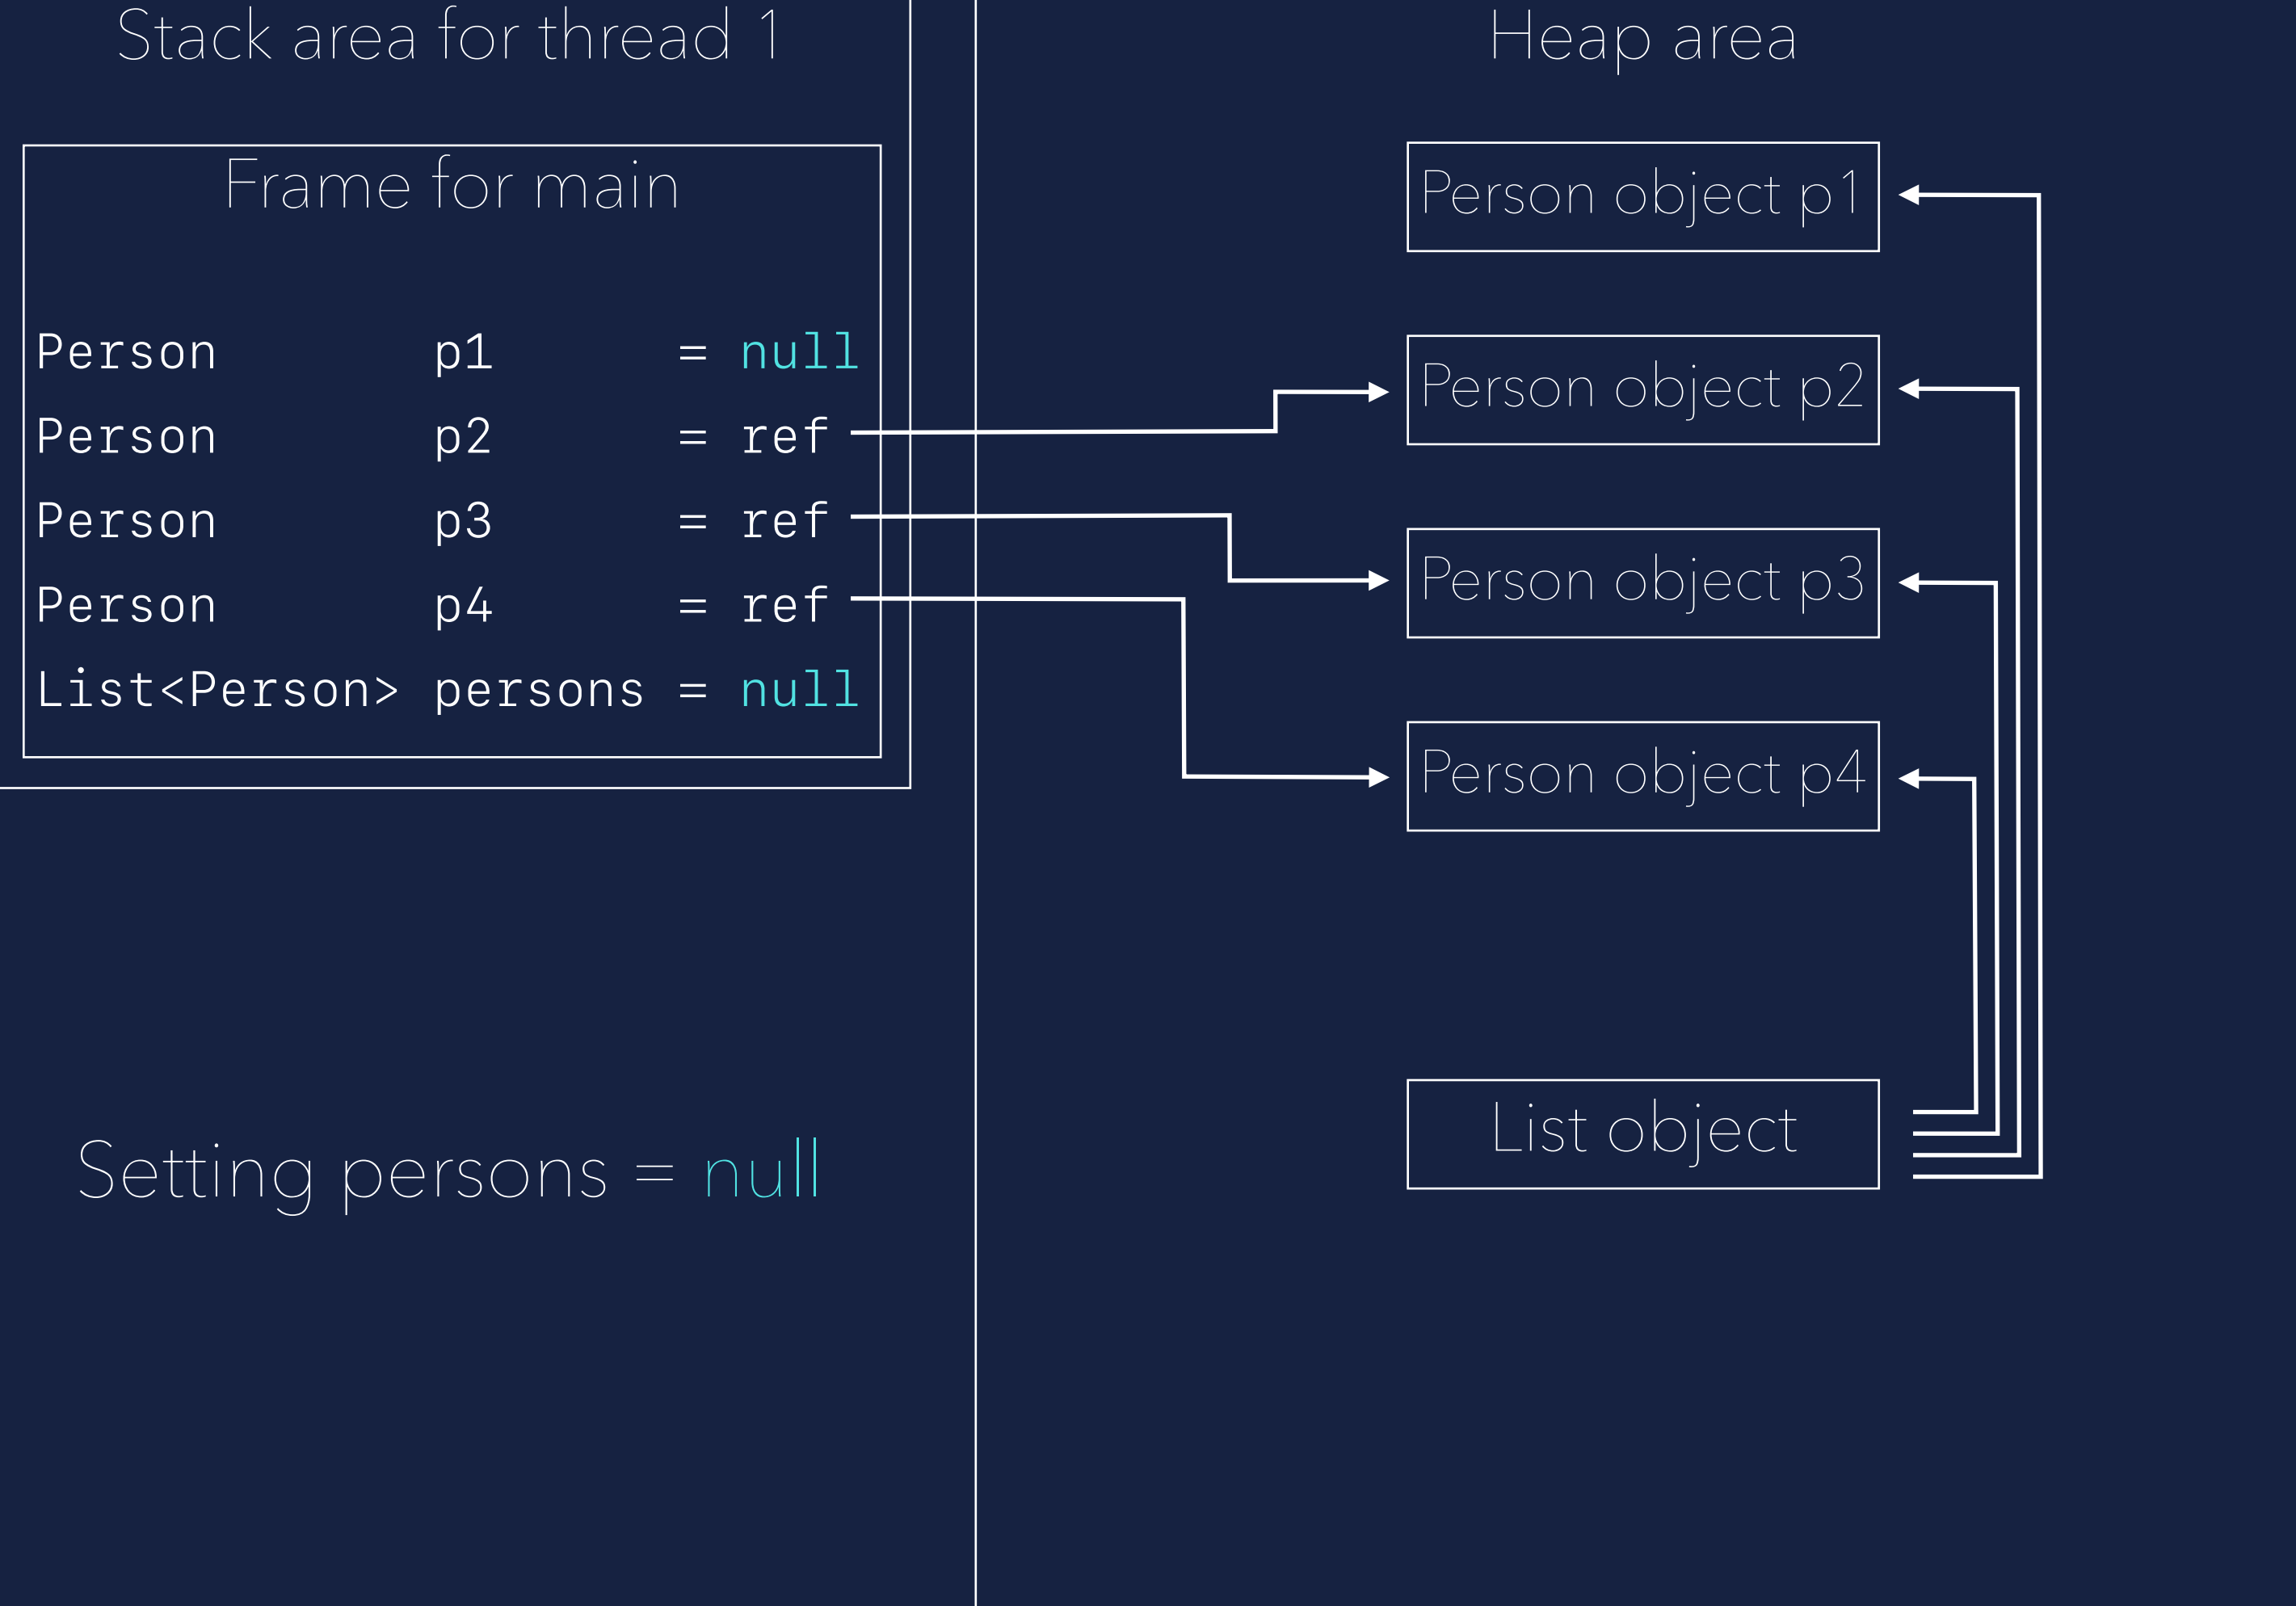 Stack area for thread 1
Frame for main
Person p1 = null
Person p2 = ref
Person p3 = ref
Person p4 = ref
List<Person> persons = null
Setting persons = null
Heap area
Person object p1
Person object p2
Person object p3
Person object p4
List object